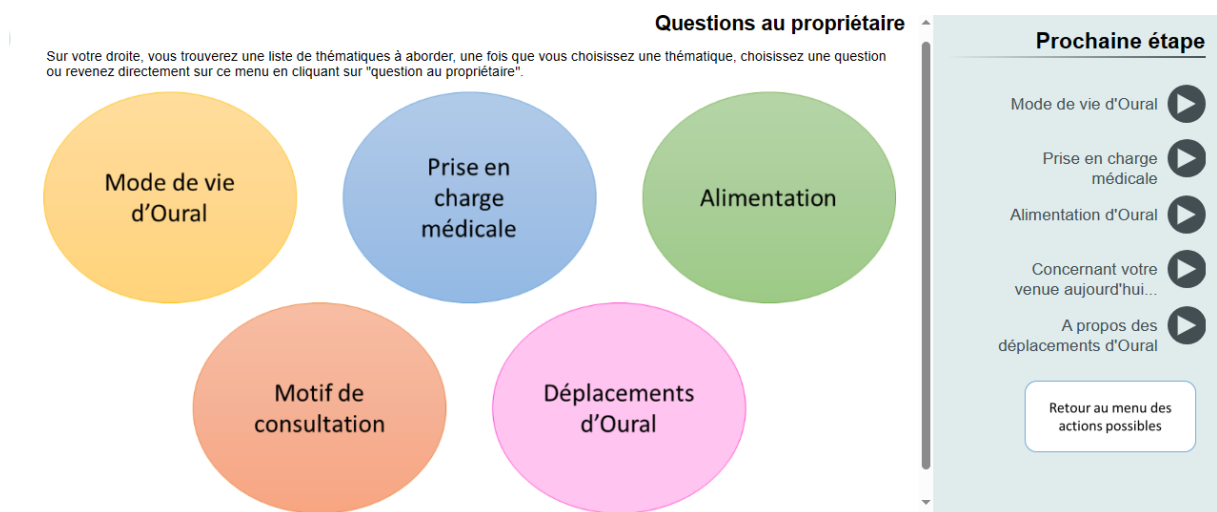 Questions au propriétaire
Sur votre droite, vous trouverez une liste de thématiques à aborder, une fois que vous choisissez une thématique, choisissez une question
ou revenez directement sur ce menu en cliquant sur "question au propriétaire".
Mode de vie
d'Oural
Prise en
charge
médicale
Alimentation
Motif de
consultation
Déplacements
d'Oural
Prochaine étape
Mode de vie d'Oural
Prise en charge
médicale
Alimentation d'Oural
Concernant votre
venue aujourd'hui...
A propos des
déplacements d'Oural
Retour au menu des
actions possibles